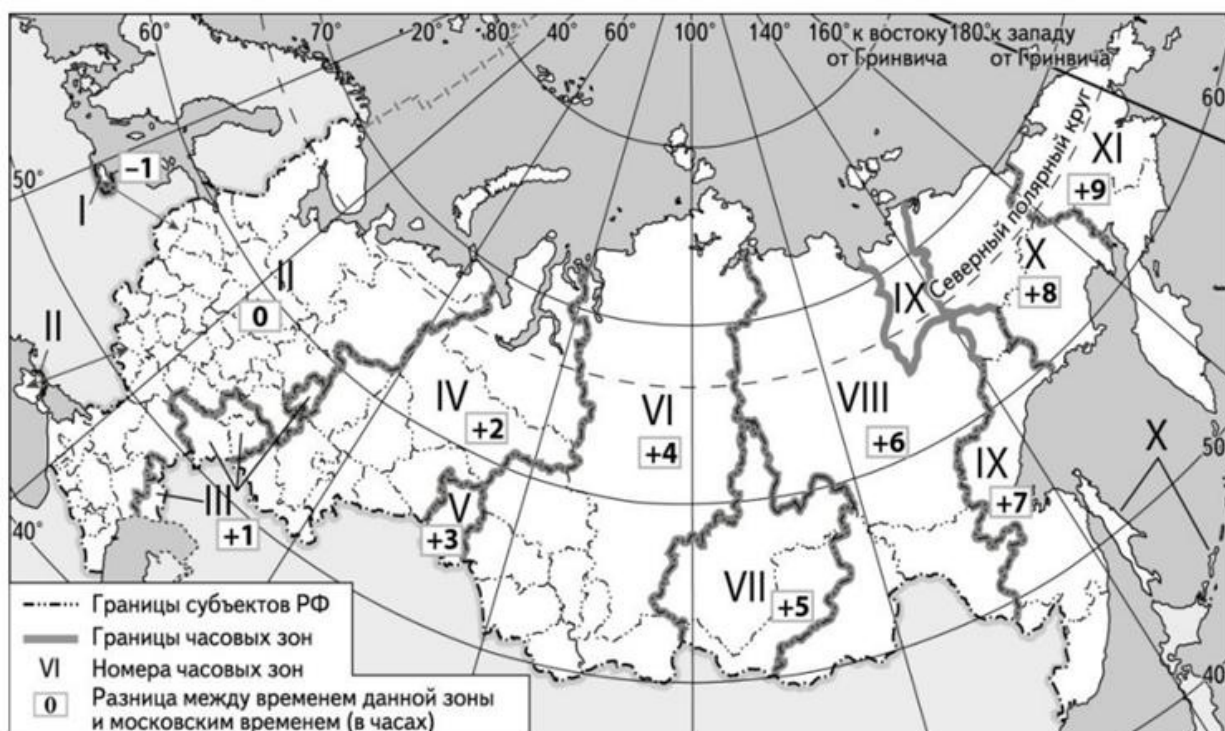 60° 70° 20° 80° 40° 60° 100° 140° 160° к востоку 180° к западу
от Гринвича от Гринвича
60°
Северный полярный круг
XI
+9
−1
50°
I
X
+8
II
0
IX
II
IV
+2
VI
+4
VIII
+6
X
50°
IX
+7
III
+1
V
+3
40°
VII
+5
40°
Границы субъектов РФ
Границы часовых зон
VI Номера часовых зон
0 Разница между временем данной зоны
и московским временем (в часах)